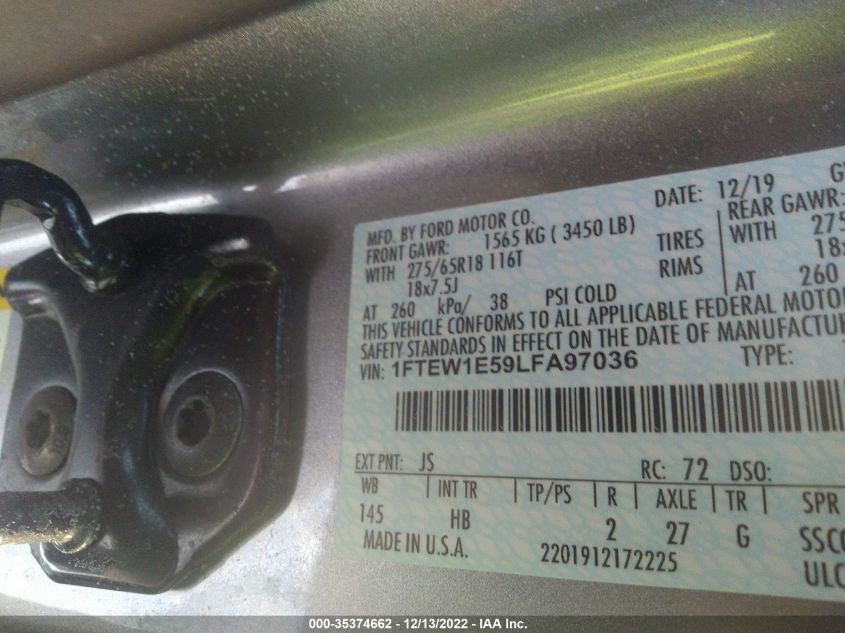 MFD. BY FORD MOTOR CO. DATE: 12/19
FRONT GAWR: 1565 KG ( 3450 LB) REAR GAWR:
WITH 275/65R18 116T TIRES WITH 275
18x7.5J RIMS 18x
AT 260 kPa/ 38 PSI COLD AT 260
THIS VEHICLE CONFORMS TO ALL APPLICABLE FEDERAL MOTOR
SAFETY STANDARDS IN EFFECT ON THE DATE OF MANUFACTUR
VIN: 1FTEW1E59LFA97036 TYPE:
EXT PNT: JS RC: 72 DSO:
WB INT TR TP/PS R AXLE TR SPR
145 HB 2 27 G SSCC
MADE IN U.S.A. 2201912172225 ULC
000-35374662 - 12/13/2022 - IAA Inc.